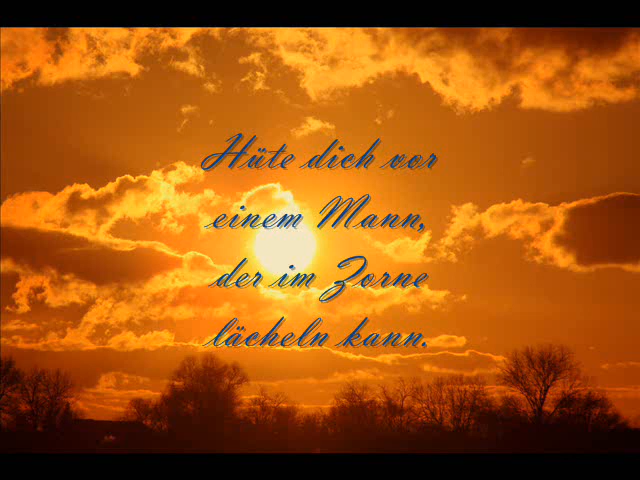 Hüte dich vor
einem Mann,
der im Zorne
lächeln kann.